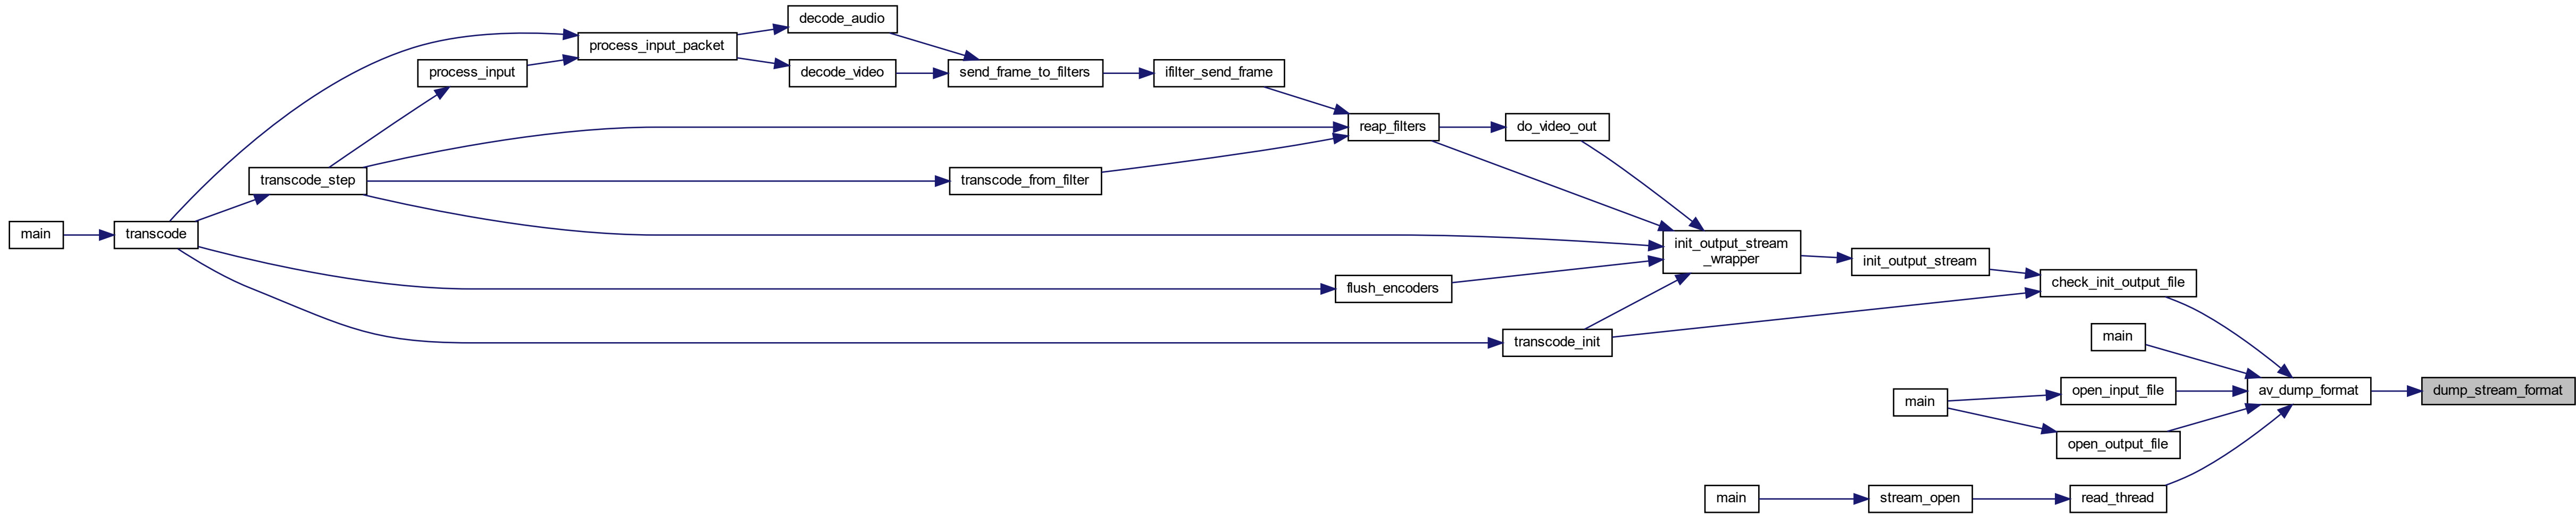 decode_audio
process_input_packet
process_input
decode_video
send_frame_to_filters
ifilter_send_frame
reap_filters
do_video_out
transcode_step
transcode_from_filter
main
transcode
init_output_stream
_wrapper
init_output_stream
flush_encoders
check_init_output_file
transcode_init
main
open_input_file
av_dump_format
dump_stream_format
main
open_output_file
main
stream_open
read_thread